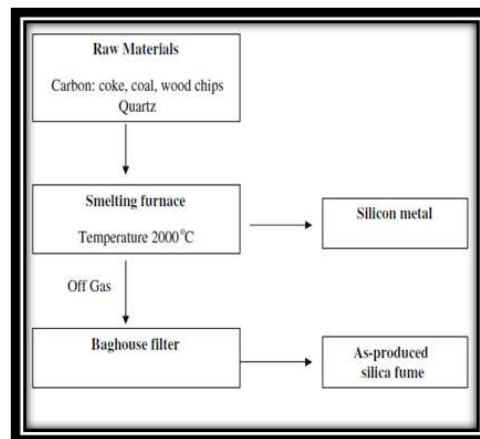 Raw Materials
Carbon: coke, coal, wood chips
Quartz
Smelting furnace
Temperature 2000°C
Silicon metal
Off Gas
Baghouse filter
As-produced
silica fume